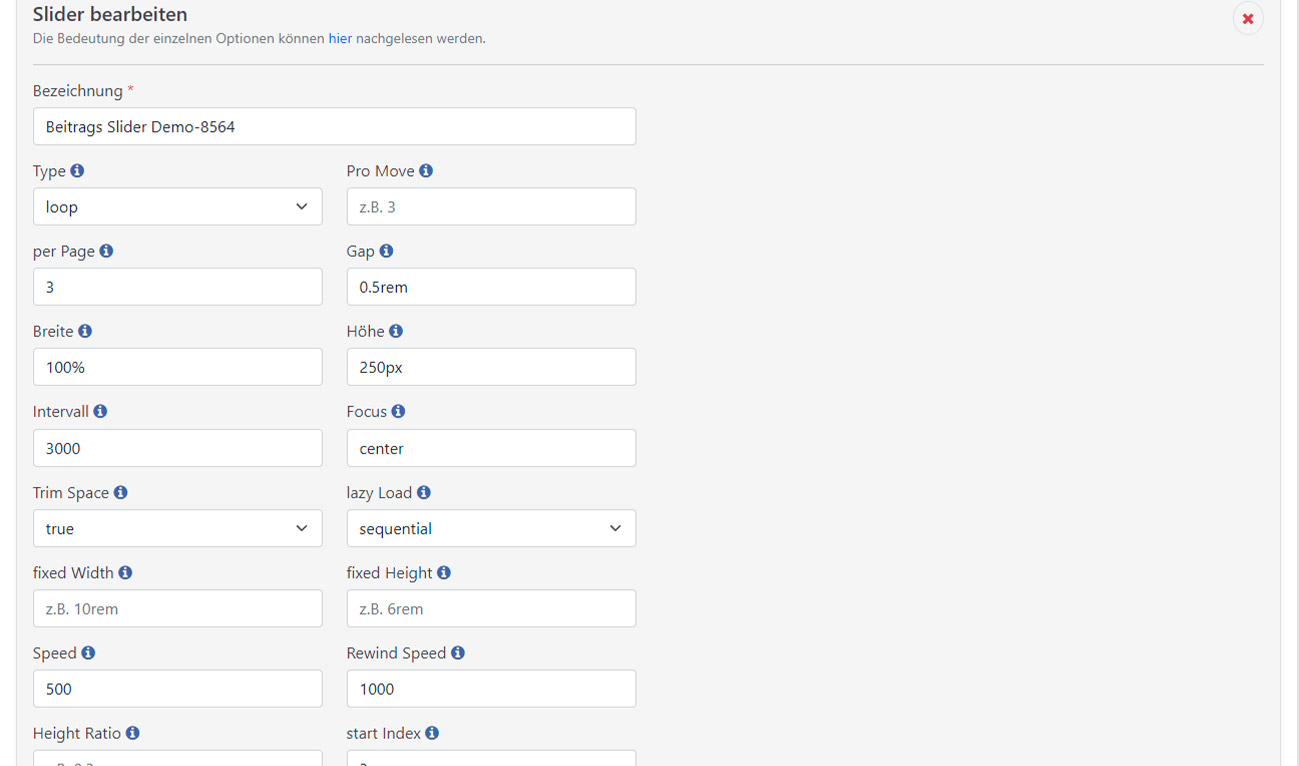 Slider bearbeiten
Die Bedeutung der einzelnen Optionen können hier nachgelesen werden.
Bezeichnung *
Beitrags Slider Demo-8564
Type Pro Move
loop z.B. 3
per Page Gap
3 0.5rem
Breite Höhe
100% 250px
Intervall Focus
3000 center
Trim Space lazy Load
true sequential
fixed Width fixed Height
z.B. 10rem z.B. 6rem
Speed Rewind Speed
500 1000
Height Ratio start Index